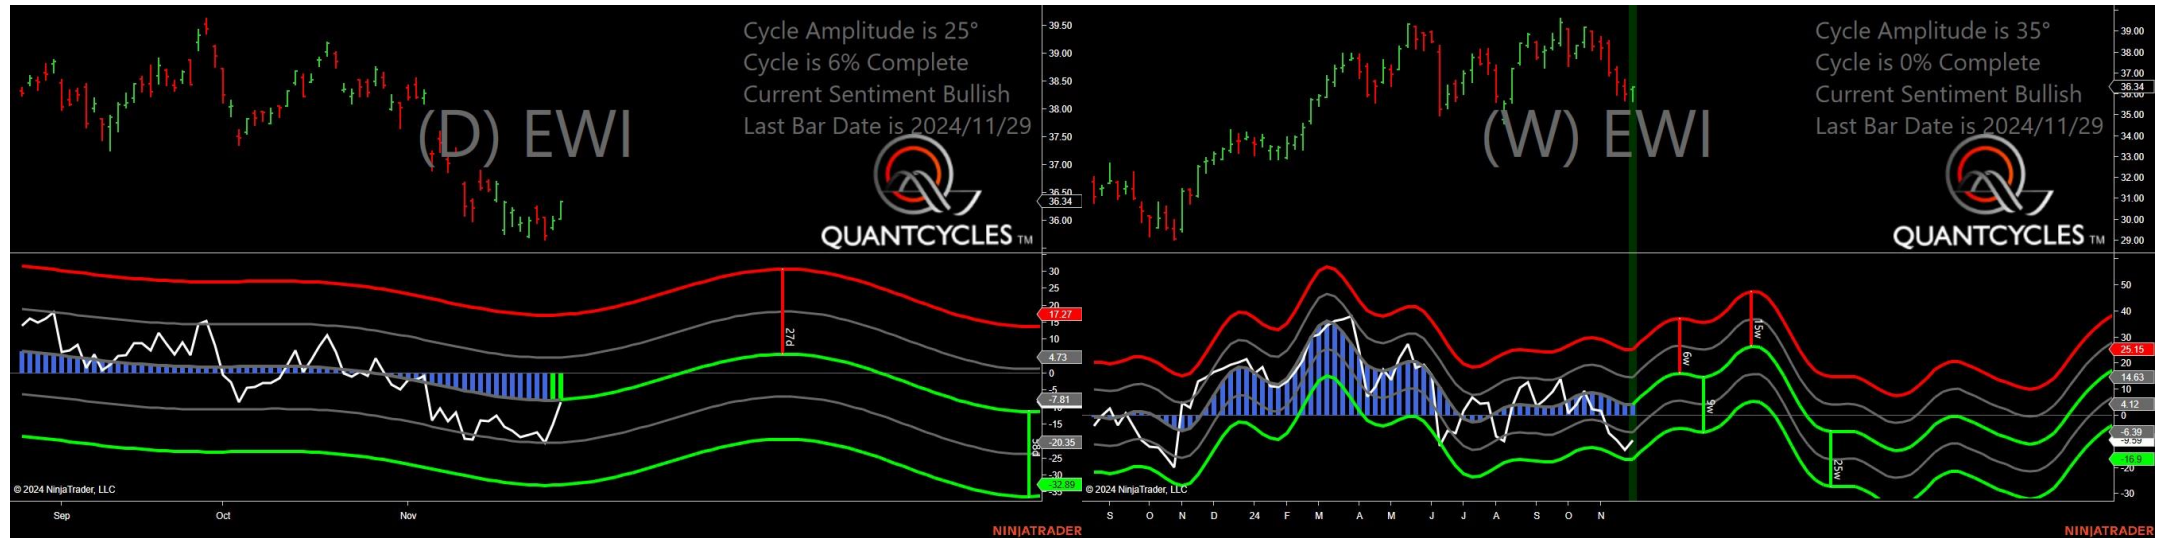 Cycle Amplitude is 25°
Cycle is 6% Complete
Current Sentiment Bullish
Last Bar Date is 2024/11/29
(D) EWI
QUANTCYCLES TM
39.50
39.00
38.50
38.00
37.50
37.00
36.50
36.34
36.00
30
25
20
17.27
15
10
4.73
0
-5
-7.81
-15
-20.35
-25
-30
-32.89
-35
27d
© 2024 NinjaTrader, LLC
Sep
Oct
Nov
NINJATRADER
Cycle Amplitude is 35°
Cycle is 0% Complete
Current Sentiment Bullish
Last Bar Date is 2024/11/29
(W) EWI
QUANTCYCLES TM
39.00
38.00
37.00
36.34
36.00
35.00
34.00
33.00
32.00
31.00
30.00
29.00
50
40
30
25.15
20
14.63
10
4.12
0
-6.39
-9.59
-16.9
-20
-30
6w
15w
9w
25w
© 2024 NinjaTrader, LLC
S
O
N
D
24
F
M
A
M
J
J
A
S
O
N
NINJATRADER